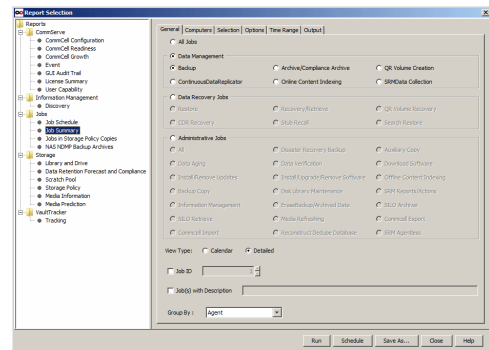 Report Selection
Reports
CommServe
CommCell Configuration
CommCell Readiness
CommCell Growth
Event
GUI Audit Trail
License Summary
User Capability
Information Management
Discovery
Jobs
Job Schedule
Job Summary
Jobs in Storage Policy Copies
NAS NDMP Backup Archives
Storage
Library and Drive
Data Retention Forecast and Compliance
Scratch Pool
Storage Policy
Media Information
Media Prediction
VaultTracker
Tracking
General Computers Selection Options Time Range Output
All Jobs
Data Management
Backup Archive/Compliance Archive QR Volume Creation
ContinuousDataReplicator Online Content Indexing SRMData Collection
Data Recovery Jobs
Restore Recovery/Retrieve QR Volume Recovery
CDR Recovery Stub Recall Search Restore
Administrative Jobs
All Disaster Recovery Backup Auxiliary Copy
Data Aging Data Verification Download Software
Install/Remove Updates Install/Upgrade/Remove Software Offline Content Indexing
Backup Copy Disk Library Maintenance SRM Reports/Actions
Information Management EraseBackup/Archived Data SILO Archive
SILO Retrieve Media Refreshing Commcell Export
Commcell Import Reconstruct Dedupe Database SRM Agentless
View Type: Calendar Detailed
Job ID
Job(s) with Description
Group By : Agent
Run Schedule Save As... Close Help